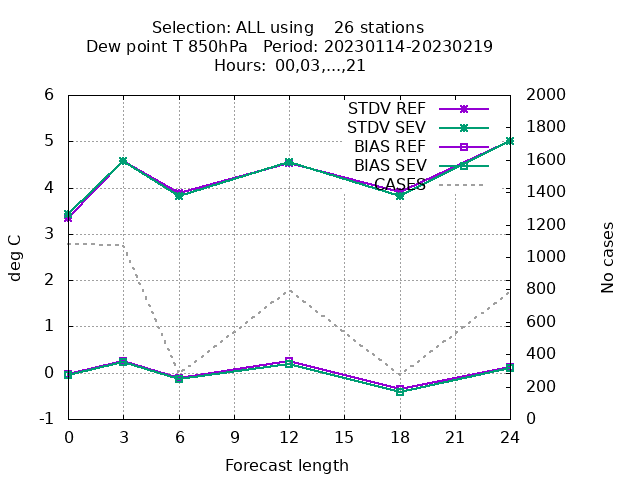 Selection: ALL using    26 stations
Dew point T 850hPa   Period: 20230114-20230219
Hours: 00,03,...,21
STDV REF
STDV SEV
BIAS REF
BIAS SEV
CASES
deg C
6
5
4
3
2
1
0
-1
2000
1800
1600
1400
1200
1000
800
600
400
200
0
No cases
0 3 6 9 12 15 18 21 24
Forecast length